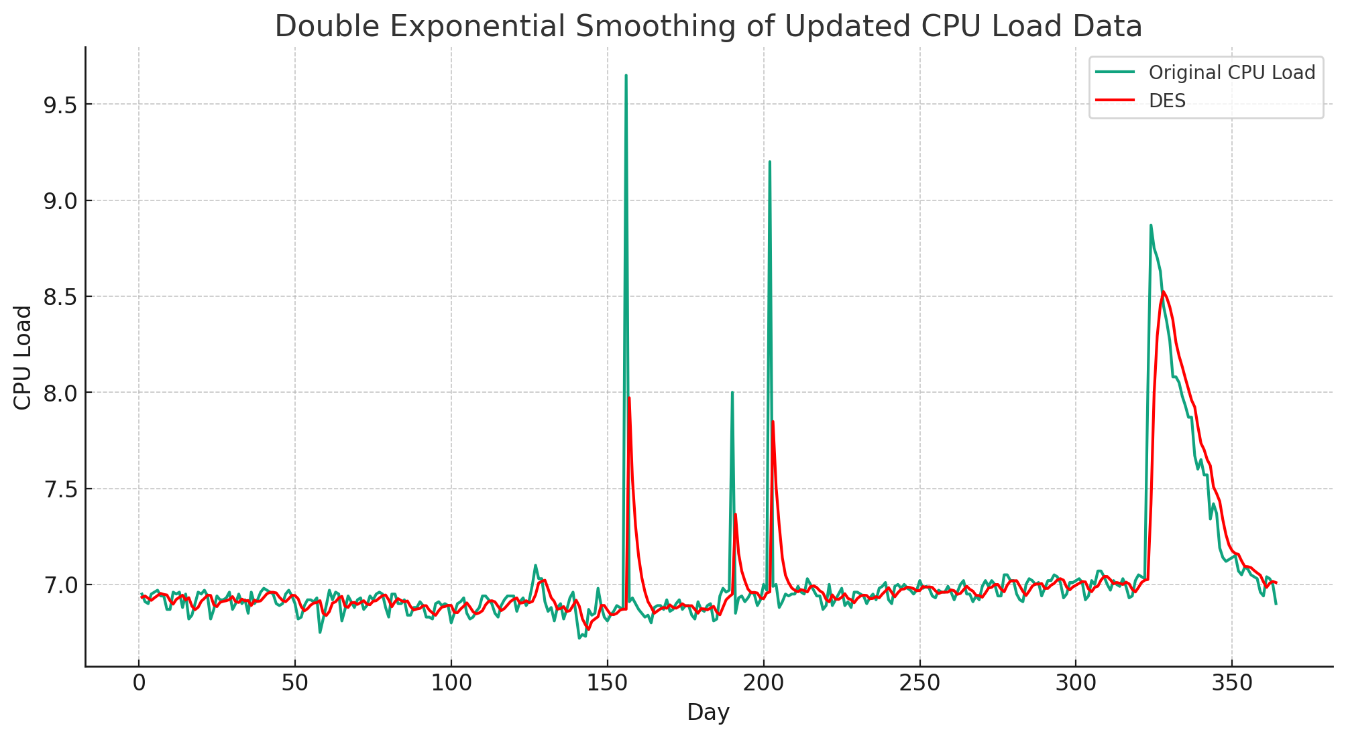 Double Exponential Smoothing of Updated CPU Load Data
Original CPU Load
DES
CPU Load
9.5
9.0
8.5
8.0
7.5
7.0
0 50 100 150 200 250 300 350
Day